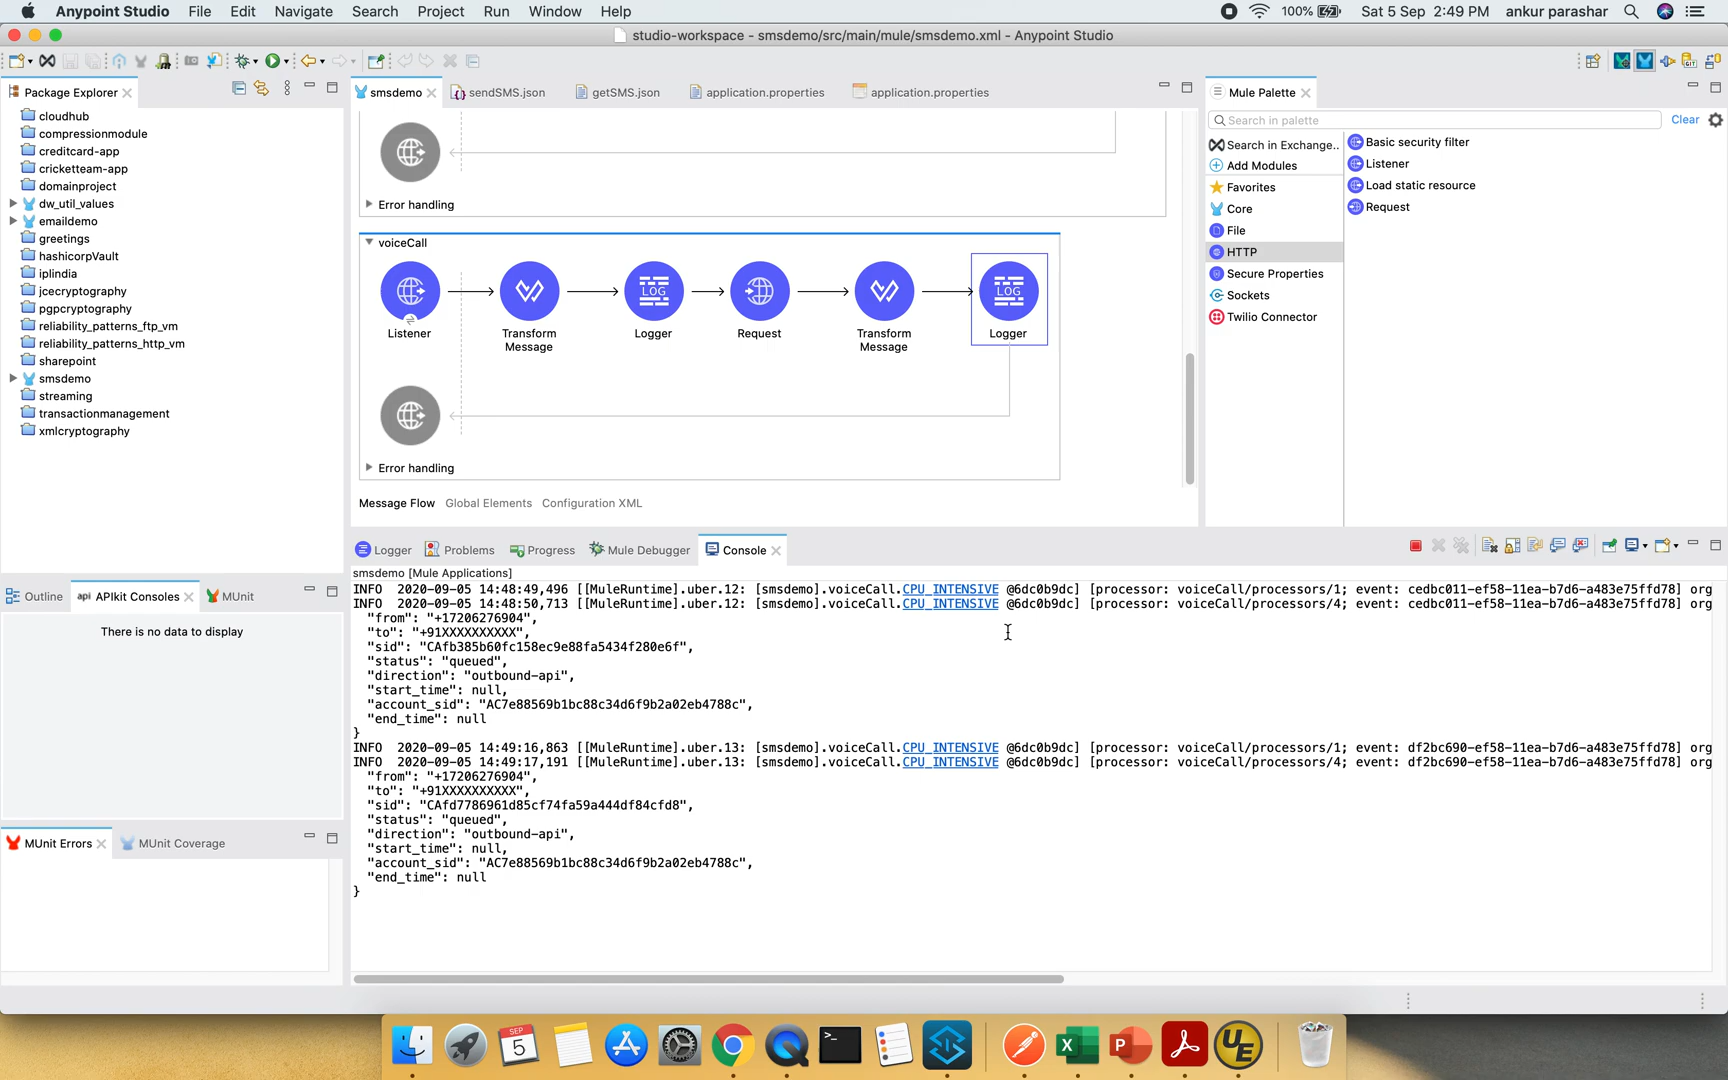 Anypoint Studio File Edit Navigate Search Project Run Window Help 100% Sat 5 Sep 2:49 PM ankur parashar
studio-workspace - smsdemo/src/main/mule/smsdemo.xml - Anypoint Studio
Package Explorer
smsdemo sendSMS.json getSMS.json application.properties application.properties
Mule Palette
Search in palette Clear
cloudhub
compressionmodule
creditcard-app
cricketteam-app
domainproject
dw_util_values
emaildemo
greetings
hashicorpVault
iplindia
jcecryptography
pgpcryptography
reliability_patterns_ftp_vm
reliability_patterns_http_vm
sharepoint
smsdemo
streaming
transactionmanagement
xmlcryptography
Error handling
voiceCall
LOG LOG
Listener Transform Message Logger Request Transform Message Logger
Error handling
Message Flow Global Elements Configuration XML
Search in Exchange..
Add Modules
Favorites
Core
File
HTTP
Secure Properties
Sockets
Twilio Connector
Basic security filter
Listener
Load static resource
Request
Logger Problems Progress Mule Debugger Console
smsdemo [Mule Applications]
INFO 2020-09-05 14:48:49,496 [[MuleRuntime].uber.12: [smsdemo].voiceCall.CPU_INTENSIVE @6dc0b9dc] [processor: voiceCall/processors/1; event: cedbc011-ef58-11ea-b7d6-a483e75ffd78] org
INFO 2020-09-05 14:48:50,713 [[MuleRuntime].uber.12: [smsdemo].voiceCall.CPU_INTENSIVE @6dc0b9dc] [processor: voiceCall/processors/4; event: cedbc011-ef58-11ea-b7d6-a483e75ffd78] org
"from": "+17206276904",
"to": "+91XXXXXXXXXX",
"sid": "CAfb385b60fc158ec9e88fa5434f280e6f",
"status": "queued",
"direction": "outbound-api",
"start_time": null,
"account_sid": "AC7e88569b1bc88c34d6f9b2a02eb4788c",
"end_time": null
}
INFO 2020-09-05 14:49:16,863 [[MuleRuntime].uber.13: [smsdemo].voiceCall.CPU_INTENSIVE @6dc0b9dc] [processor: voiceCall/processors/1; event: df2bc690-ef58-11ea-b7d6-a483e75ffd78] org
INFO 2020-09-05 14:49:17,191 [[MuleRuntime].uber.13: [smsdemo].voiceCall.CPU_INTENSIVE @6dc0b9dc] [processor: voiceCall/processors/4; event: df2bc690-ef58-11ea-b7d6-a483e75ffd78] org
"from": "+17206276904",
"to": "+91XXXXXXXXXX",
"sid": "CAfd7786961d85cf74fa59a444df84cfd8",
"status": "queued",
"direction": "outbound-api",
"start_time": null,
"account_sid": "AC7e88569b1bc88c34d6f9b2a02eb4788c",
"end_time": null
}
Outline api APIkit Consoles MUnit
There is no data to display
MUnit Errors MUnit Coverage
SEP
5
X P UE